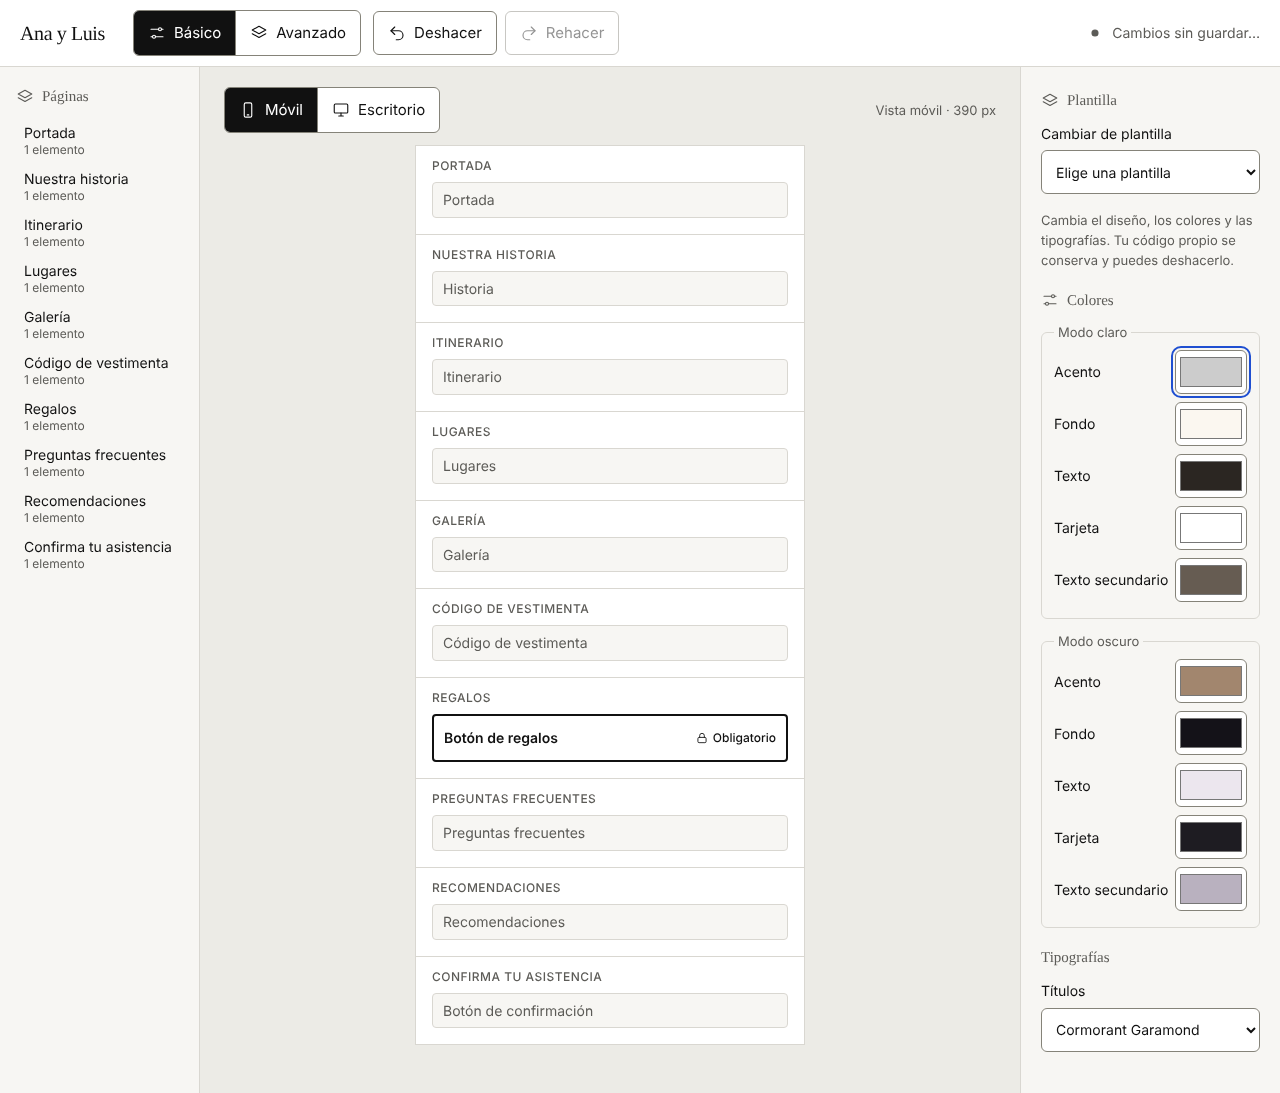 Ana y Luis
Básico
Avanzado
Deshacer
Rehacer
Cambios sin guardar...
Páginas
Portada
1 elemento
Nuestra historia
1 elemento
Itinerario
1 elemento
Lugares
1 elemento
Galería
1 elemento
Código de vestimenta
1 elemento
Regalos
1 elemento
Preguntas frecuentes
1 elemento
Recomendaciones
1 elemento
Confirma tu asistencia
1 elemento
Móvil
Escritorio
Vista móvil · 390 px
PORTADA
Portada
NUESTRA HISTORIA
Historia
ITINERARIO
Itinerario
LUGARES
Lugares
GALERÍA
Galería
CÓDIGO DE VESTIMENTA
Código de vestimenta
REGALOS
Botón de regalos
Obligatorio
PREGUNTAS FRECUENTES
Preguntas frecuentes
RECOMENDACIONES
Recomendaciones
CONFIRMA TU ASISTENCIA
Botón de confirmación
Plantilla
Cambiar de plantilla
Elige una plantilla
Cambia el diseño, los colores y las
tipografías. Tu código propio se
conserva y puedes deshacerlo.
Colores
Modo claro
Acento
Fondo
Texto
Tarjeta
Texto secundario
Modo oscuro
Acento
Fondo
Texto
Tarjeta
Texto secundario
Tipografías
Títulos
Cormorant Garamond